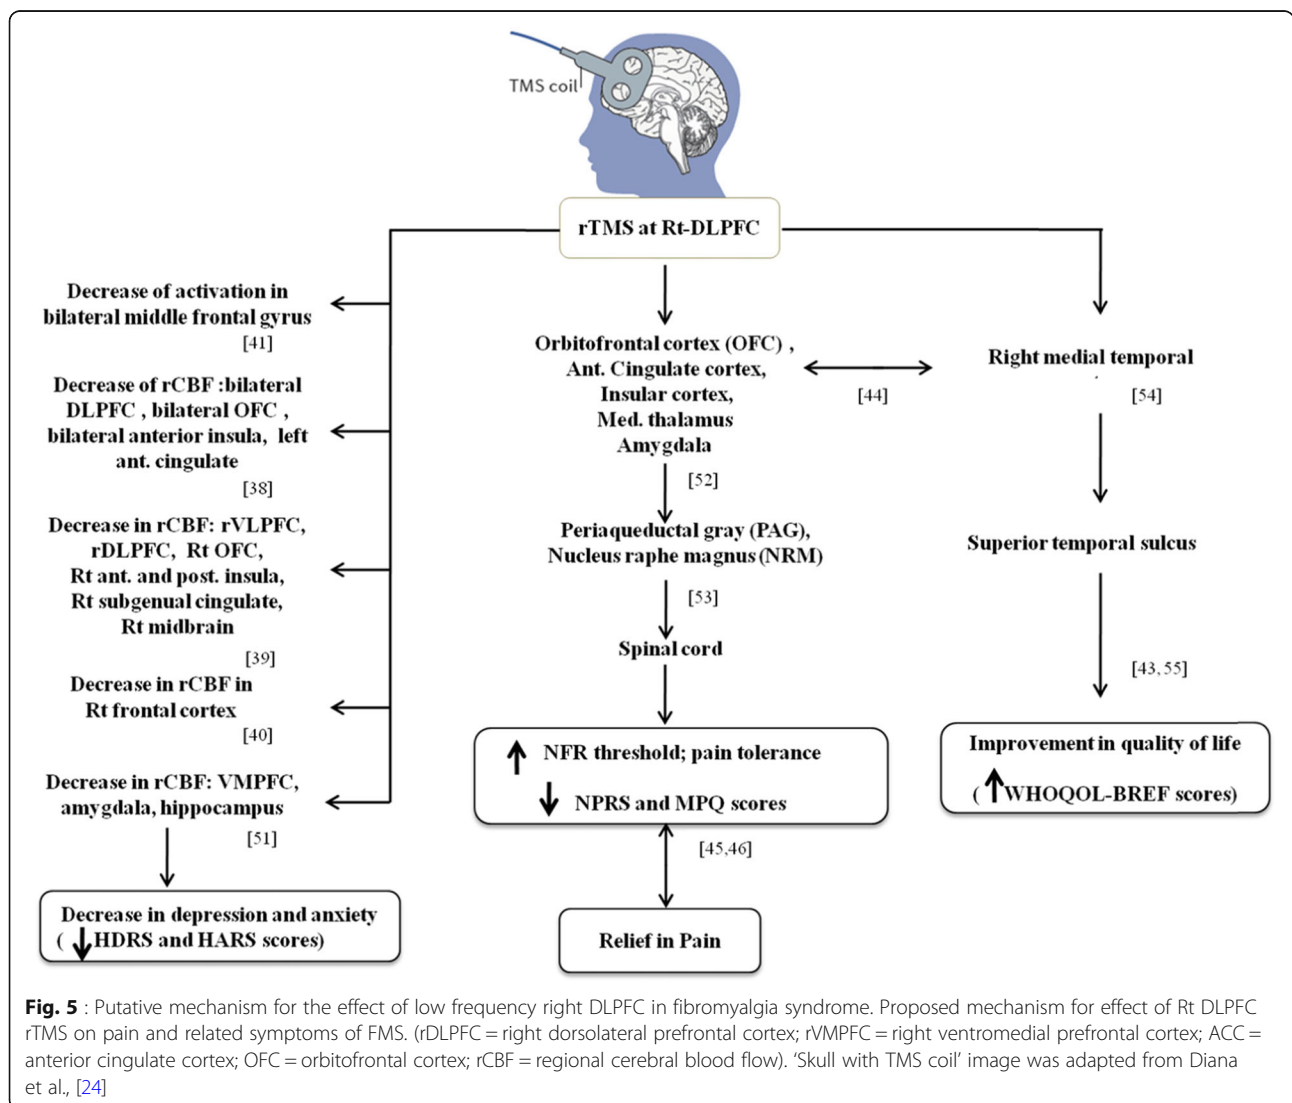 TMS coil
rTMS at Rt-DLPFC
Decrease of activation in
bilateral middle frontal gyrus
[41]
Decrease of rCBF :bilateral
DLPFC , bilateral OFC ,
bilateral anterior insula, left
ant. cingulate
[38]
Decrease in rCBF: rVLPFC,
rDLPFC, Rt OFC,
Rt ant. and post. insula,
Rt subgenual cingulate,
Rt midbrain
[39]
Decrease in rCBF in
Rt frontal cortex
[40]
Decrease in rCBF: VMPFC,
amygdala, hippocampus
[51]
Decrease in depression and anxiety
( ↓HDRS and HARS scores)
Orbitofrontal cortex (OFC) ,
Ant. Cingulate cortex,
Insular cortex,
Med. thalamus
Amygdala
[52]
Periaqueductal gray (PAG),
Nucleus raphe magnus (NRM)
[53]
Spinal cord
↑ NFR threshold; pain tolerance
↓ NPRS and MPQ scores
[45,46]
Relief in Pain
[44]
Right medial temporal
[54]
Superior temporal sulcus
[43,55]
Improvement in quality of life
( ↑WHOQOL-BREF scores)
Fig. 5 : Putative mechanism for the effect of low frequency right DLPFC in fibromyalgia syndrome. Proposed mechanism for effect of Rt DLPFC
rTMS on pain and related symptoms of FMS. (rDLPFC = right dorsolateral prefrontal cortex; rVMPFC = right ventromedial prefrontal cortex; ACC =
anterior cingulate cortex; OFC = orbitofrontal cortex; rCBF = regional cerebral blood flow). ‘Skull with TMS coil’ image was adapted from Diana
et al., [24]